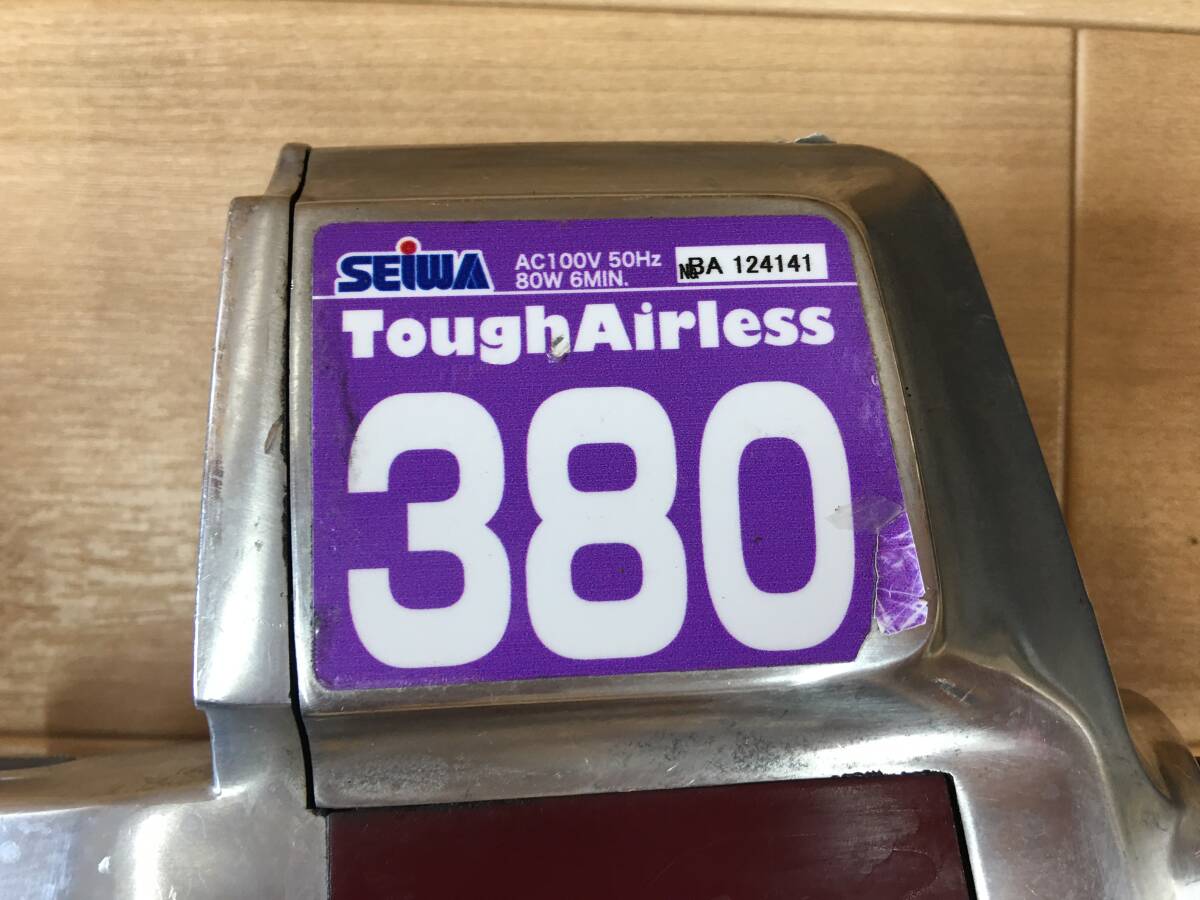 SEIWA
AC100V 50Hz
80W 6MIN.
№BA 124141
ToughAirless
380